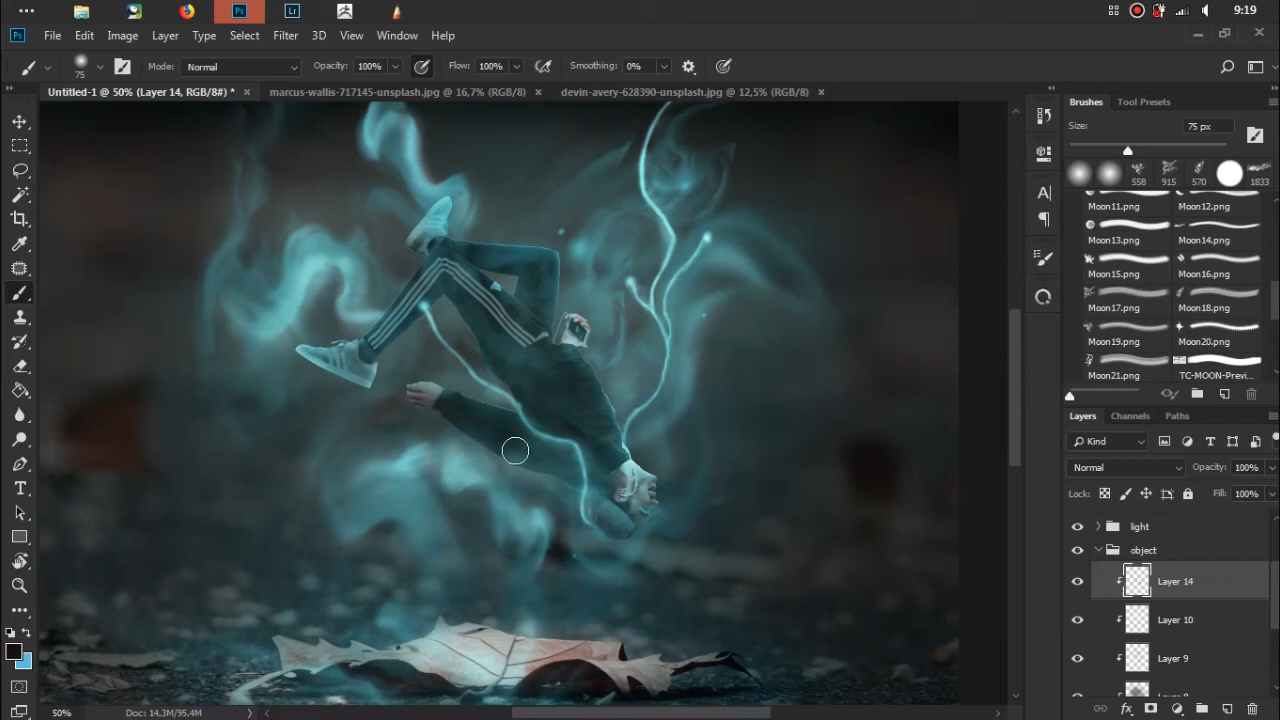 Ps
Lr
9:19
Ps File Edit Image Layer Type Select Filter 3D View Window Help
75 Mode: Normal Opacity: 100% Flow: 100% Smoothing: 0%
Untitled-1 @ 50% (Layer 14, RGB/8#) * × marcus-wallis-717145-unsplash.jpg @ 16,7% (RGB/8) × devin-avery-628390-unsplash.jpg @ 12,5% (RGB/8) ×
Brushes Tool Presets
Size: 75 px
558 915 570 1833
Moon11.png Moon12.png
Moon13.png Moon14.png
Moon15.png Moon16.png
Moon17.png Moon18.png
Moon19.png Moon20.png
Moon21.png TC-MOON-Previ...
Layers Channels Paths
Kind
Normal Opacity: 100%
Lock: Fill: 100%
light
object
Layer 14
Layer 10
Layer 9
50% Doc: 14,3M/95,4M